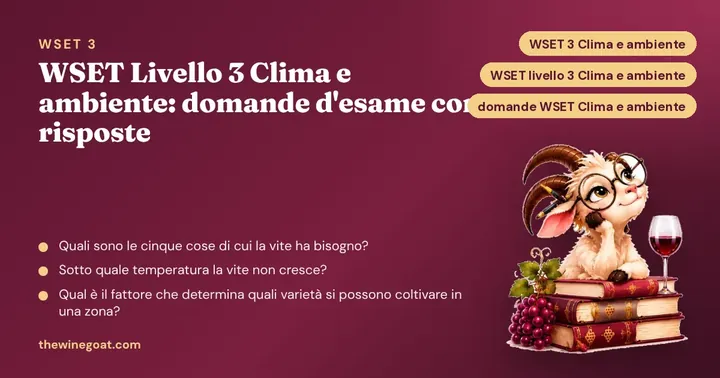 WSET 3
WSET Livello 3 Clima e
ambiente: domande d'esame con
risposte
WSET 3 Clima e ambiente
WSET livello 3 Clima e ambiente
domande WSET Clima e ambiente
Quali sono le cinque cose di cui la vite ha bisogno?
Sotto quale temperatura la vite non cresce?
Qual è il fattore che determina quali varietà si possono coltivare in
una zona?
thewinegoat.com